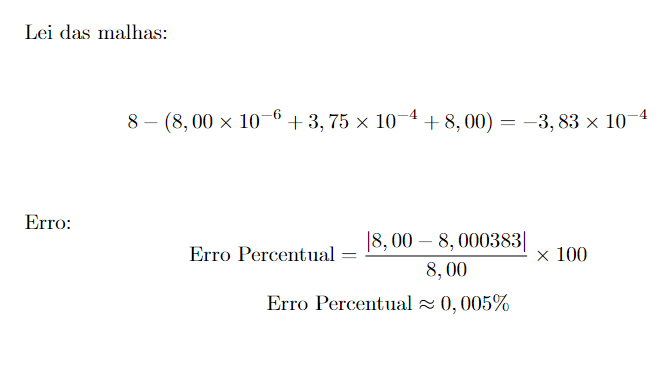 Lei das malhas:
8 − (8,00 × 10⁻⁶ + 3,75 × 10⁻⁴ + 8,00) = −3,83 × 10⁻⁴
Erro:
Erro Percentual = |8,00 − 8,000383| / 8,00 × 100
Erro Percentual ≈ 0,005%